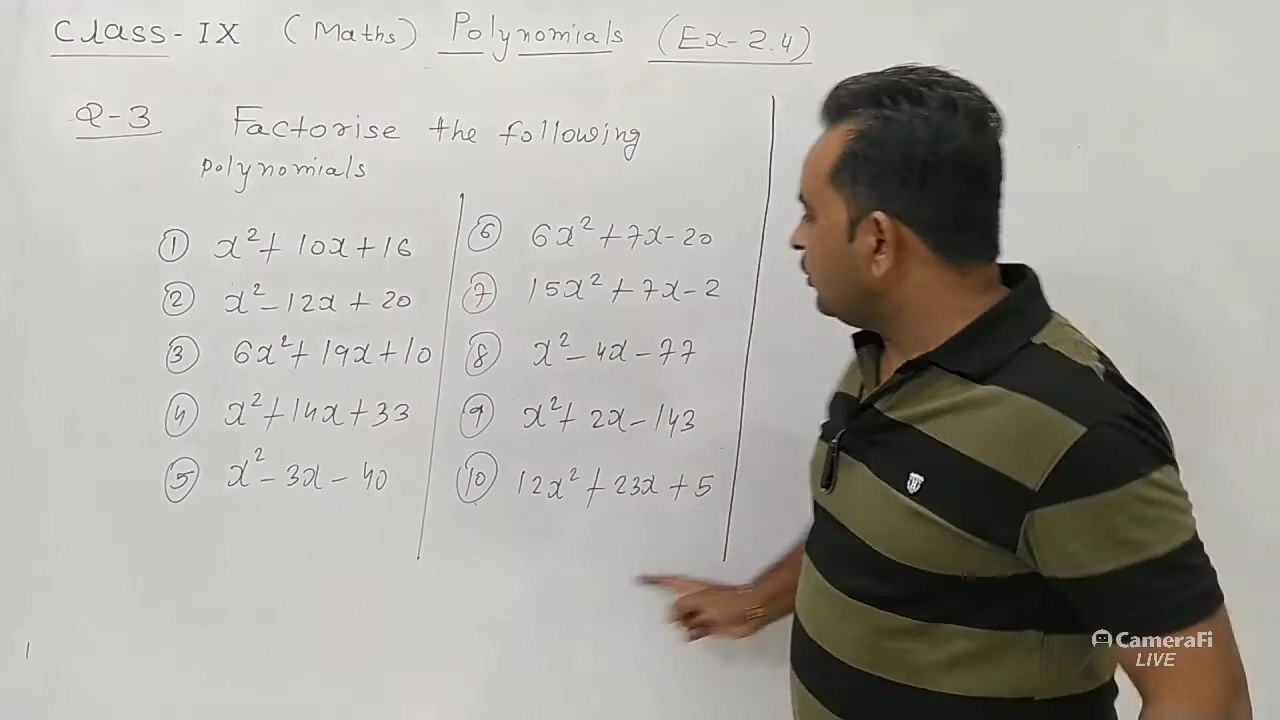 Class-IX (Maths) Polynomials (Ex-2.4)
Q-3 Factorise the following
polynomials
① x²+10x+16
② x²-12x+20
③ 6x²+19x+10
④ x²+14x+33
⑤ x²-3x-40
⑥ 6x²+7x-20
⑦ 15x²+7x-2
⑧ x²-4x-77
⑨ x²+2x-143
⑩ 12x²+23x+5
CameraFi
LIVE